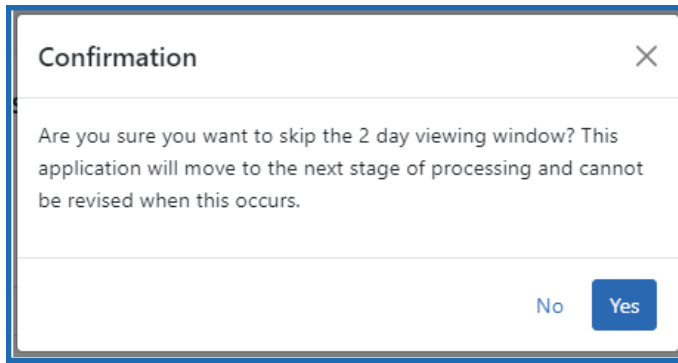 Confirmation
Are you sure you want to skip the 2 day viewing window? This
application will move to the next stage of processing and cannot
be revised when this occurs.
No
Yes